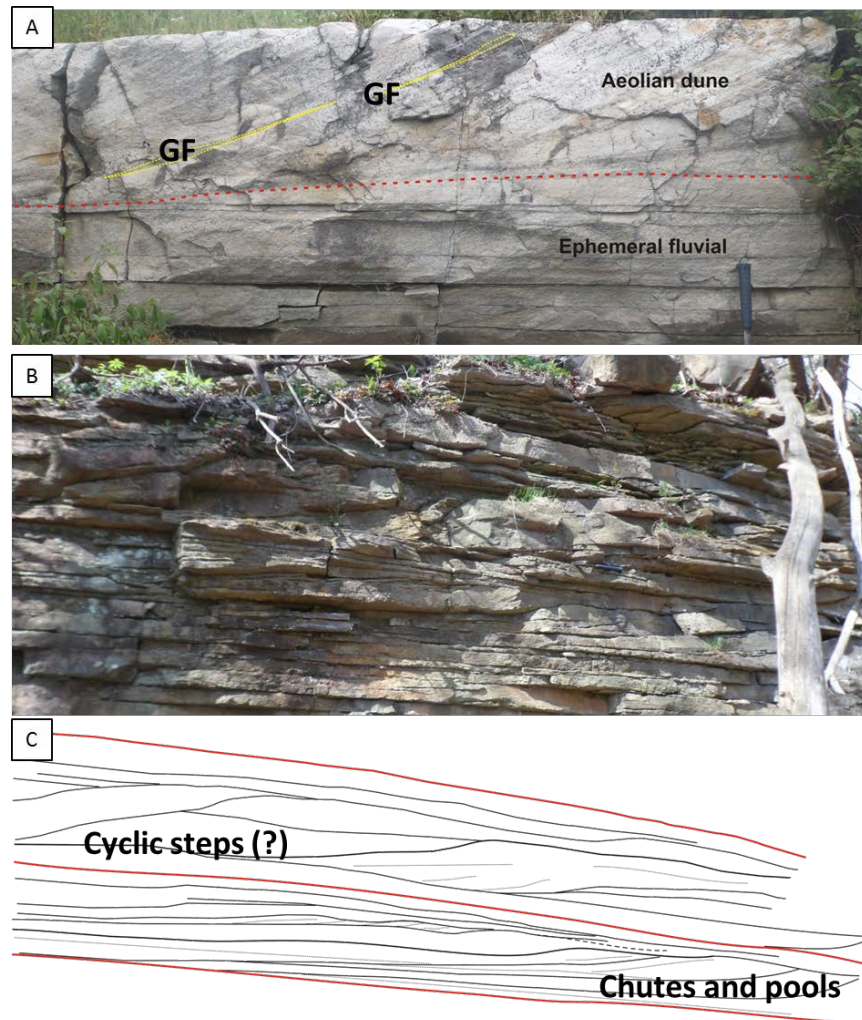 A
GF
Aeolian dune
GF
Ephemeral fluvial
B
C
Cyclic steps (?)
Chutes and pools